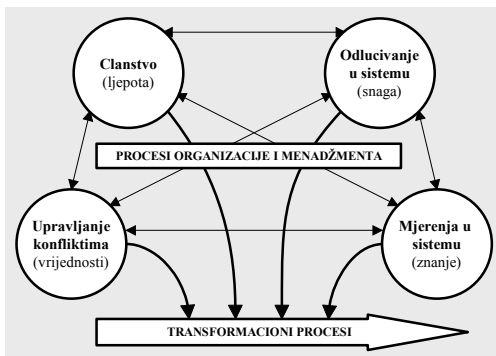 Clanstvo
(ljepota)
Odlucivanje
u sistemu
(snaga)
PROCESI ORGANIZACIJE I MENADŽMENTA
Upravljanje
konfliktima
(vrijednosti)
Mjerenja u
sistemu
(znanje)
TRANSFORMACIONI PROCESI